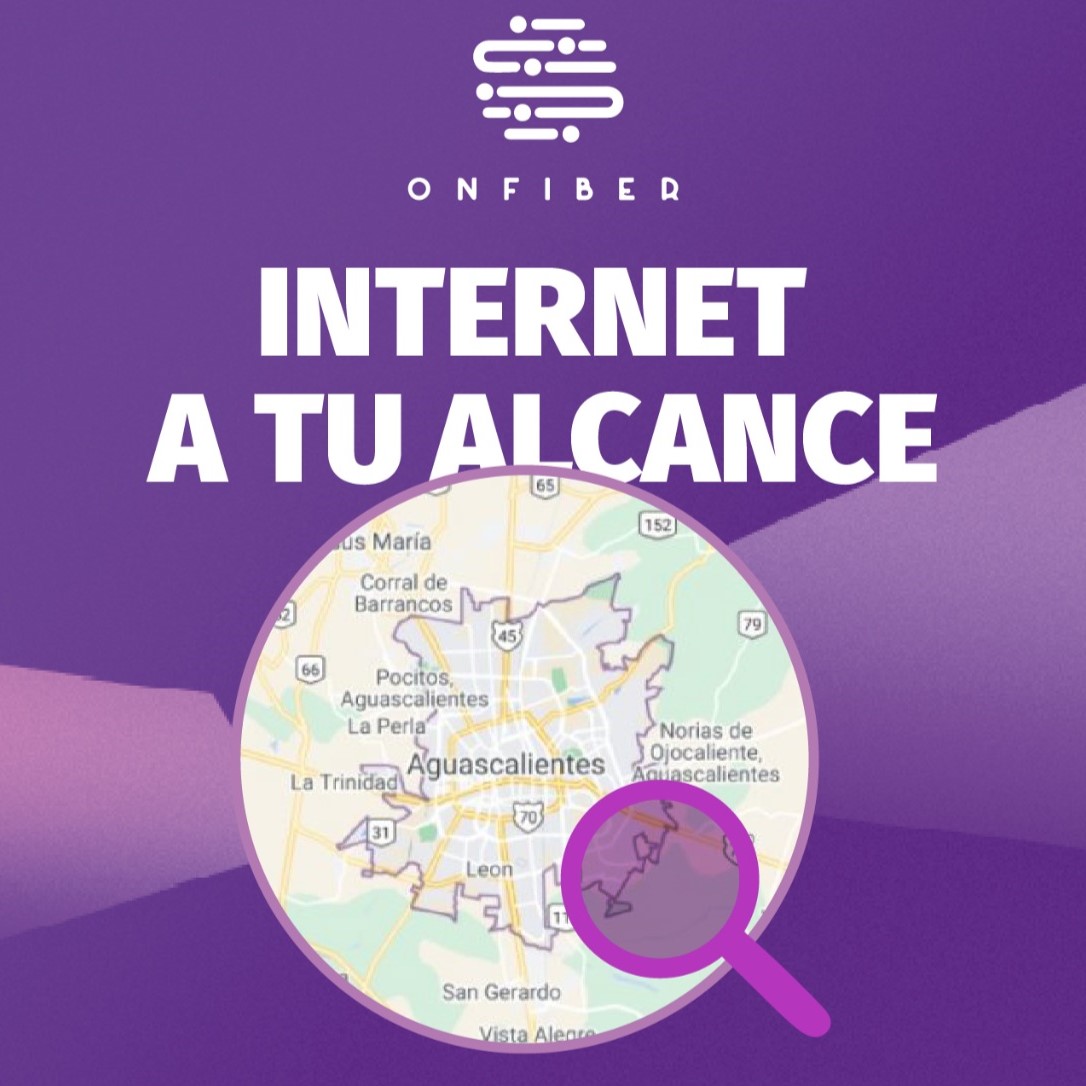 ONFIBER
INTERNET
A TU ALCANCE
65
152
us María
Corral de
Barrancos
45
79
66
Pocitos,
Aguascalientes
La Perla
Norias de
Ojocaliente,
Aguascalientes
Aguascalientes
La Trinidad
70
31
Leon
11
San Gerardo
Vista Alegre